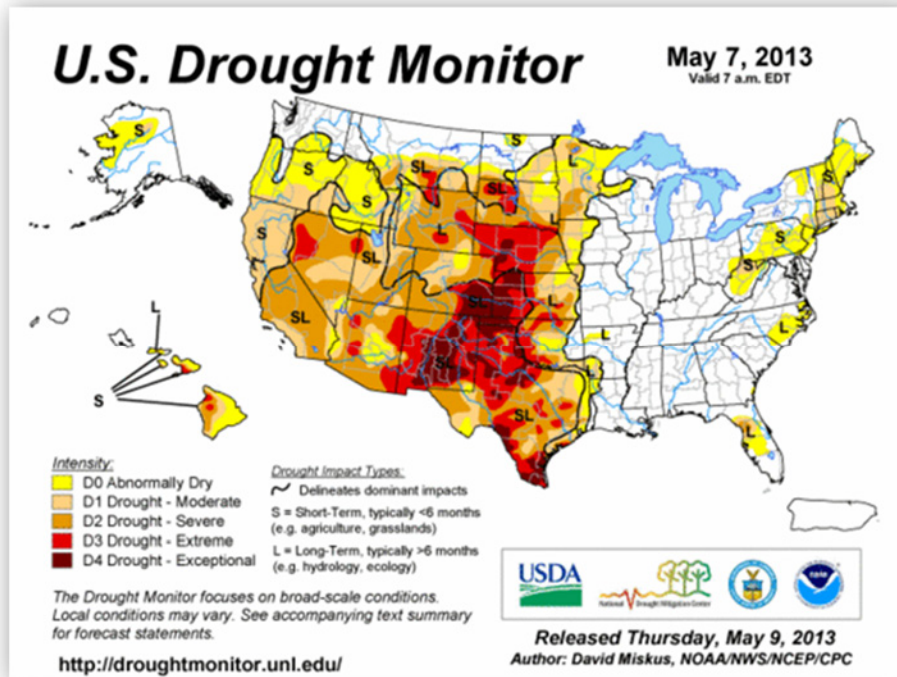 U.S. Drought Monitor
May 7, 2013
Valid 7 a.m. EDT
S
S
SL
S
L
S
S
SL
L
L
S
S
SL
S
SL
SL
L
L
L
SL
SL
L
L
S
Intensity:
D0 Abnormally Dry
D1 Drought - Moderate
D2 Drought - Severe
D3 Drought - Extreme
D4 Drought - Exceptional
Drought Impact Types:
Delineates dominant impacts
S = Short-Term, typically <6 months
(e.g. agriculture, grasslands)
L = Long-Term, typically >6 months
(e.g. hydrology, ecology)
The Drought Monitor focuses on broad-scale conditions.
Local conditions may vary. See accompanying text summary
for forecast statements.
http://droughtmonitor.unl.edu/
USDA
National Drought Mitigation Center
Released Thursday, May 9, 2013
Author: David Miskus, NOAA/NWS/NCEP/CPC